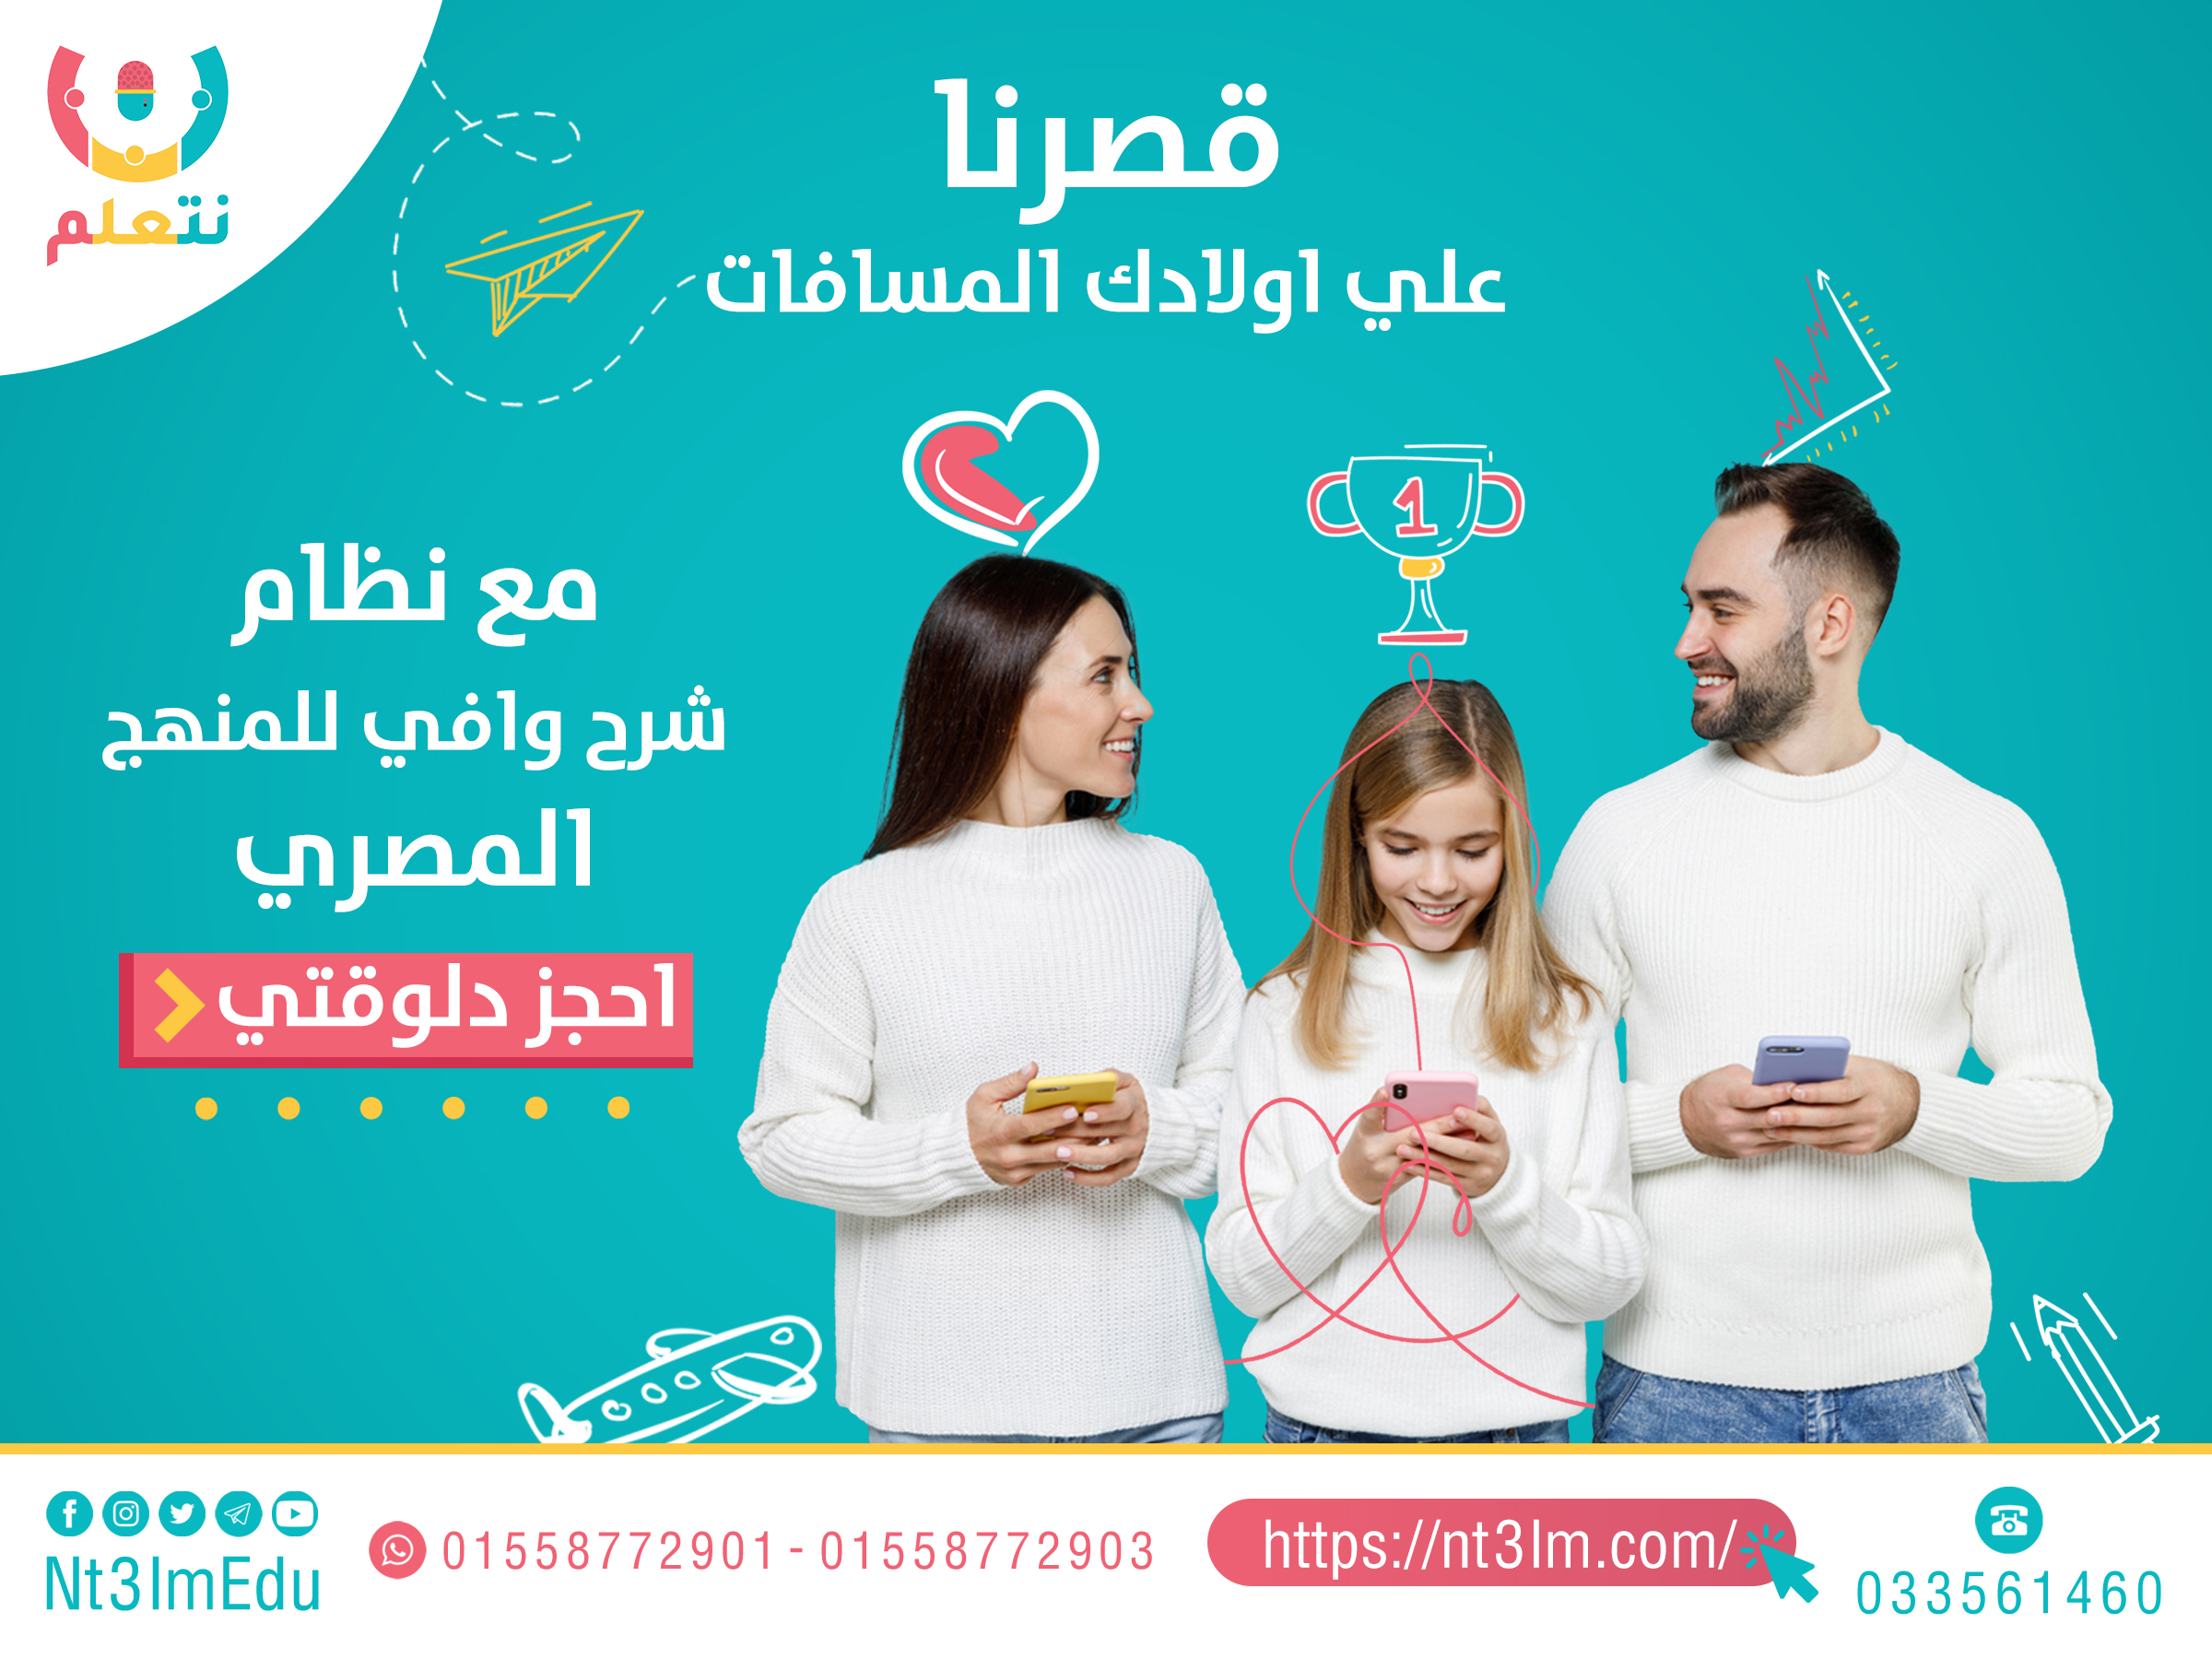 نتعلم
قصرنا
علي اولادك المسافات
1
مع نظام
شرح وافي للمنهج
المصري
احجز دلوقتي
Nt3lmEdu
01558772901 - 01558772903
https://nt3lm.com/
033561460